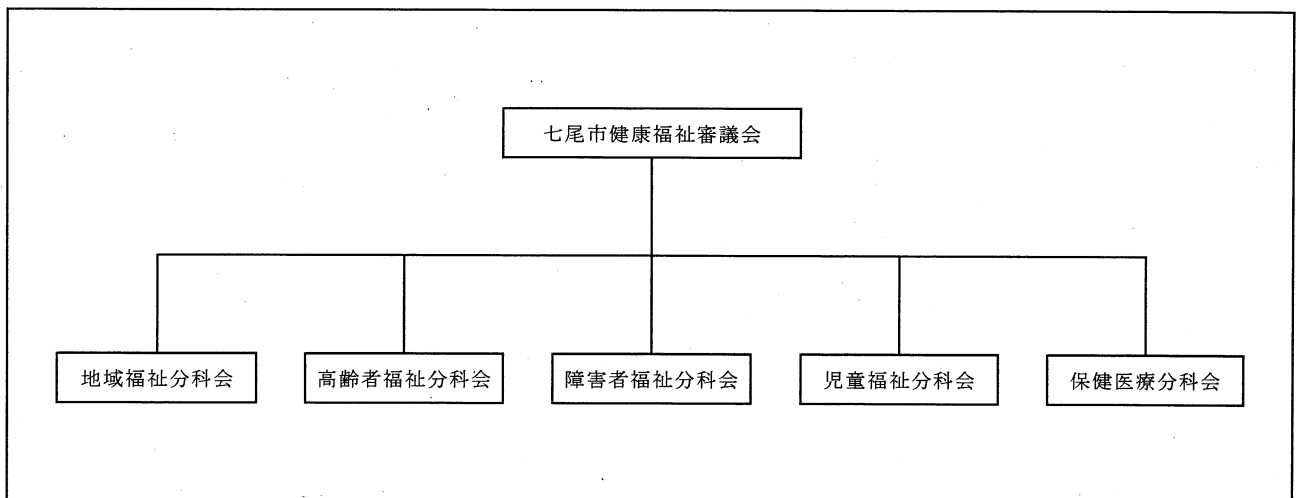 七尾市健康福祉審議会
地域福祉分科会
高齢者福祉分科会
障害者福祉分科会
児童福祉分科会
保健医療分科会